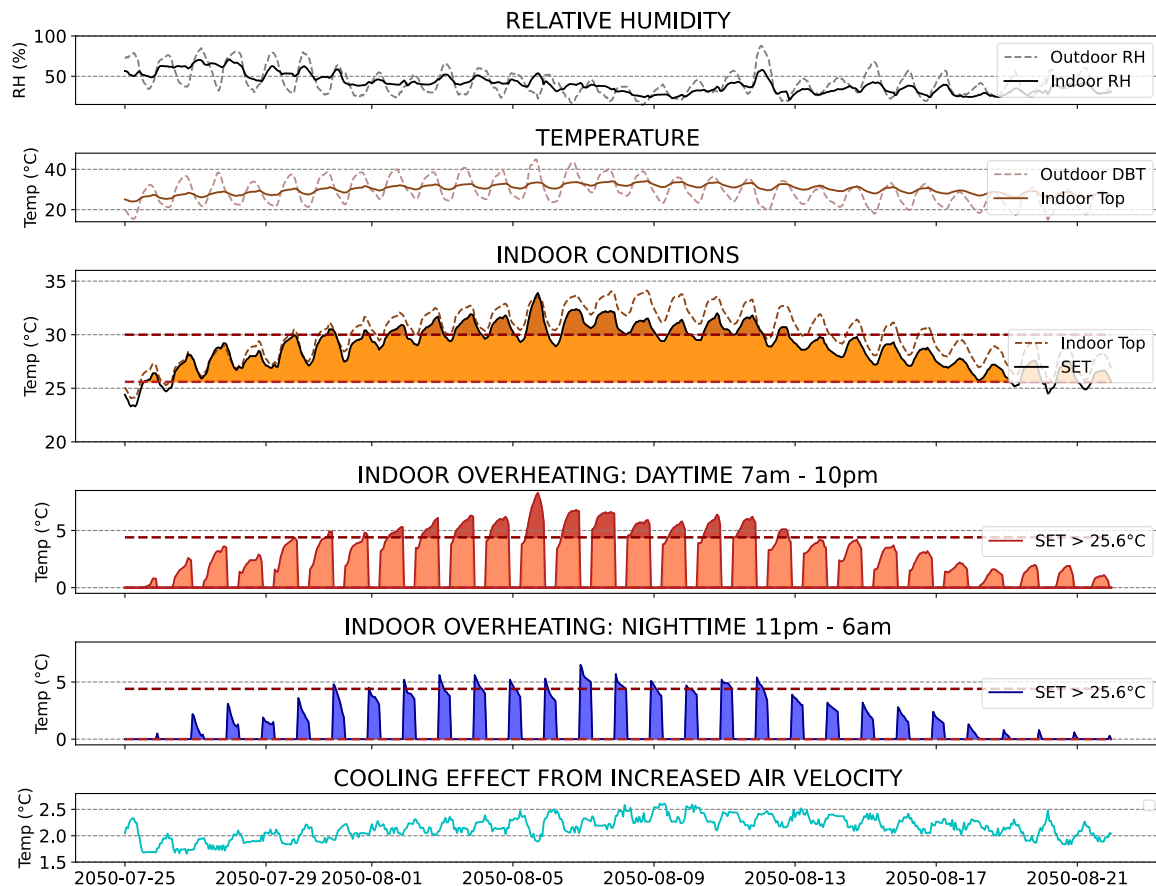 RELATIVE HUMIDITY
100
50
RH (%)
Outdoor RH
Indoor RH
TEMPERATURE
40
20
Temp (°C)
Outdoor DBT
Indoor Top
INDOOR CONDITIONS
35
30
25
20
Temp (°C)
Indoor Top
SET
INDOOR OVERHEATING: DAYTIME 7am - 10pm
5
0
Temp (°C)
SET > 25.6°C
INDOOR OVERHEATING: NIGHTTIME 11pm - 6am
5
0
Temp (°C)
SET > 25.6°C
COOLING EFFECT FROM INCREASED AIR VELOCITY
2.5
2.0
1.5
Temp (°C)
2050-07-25 2050-07-29 2050-08-01 2050-08-05 2050-08-09 2050-08-13 2050-08-17 2050-08-21